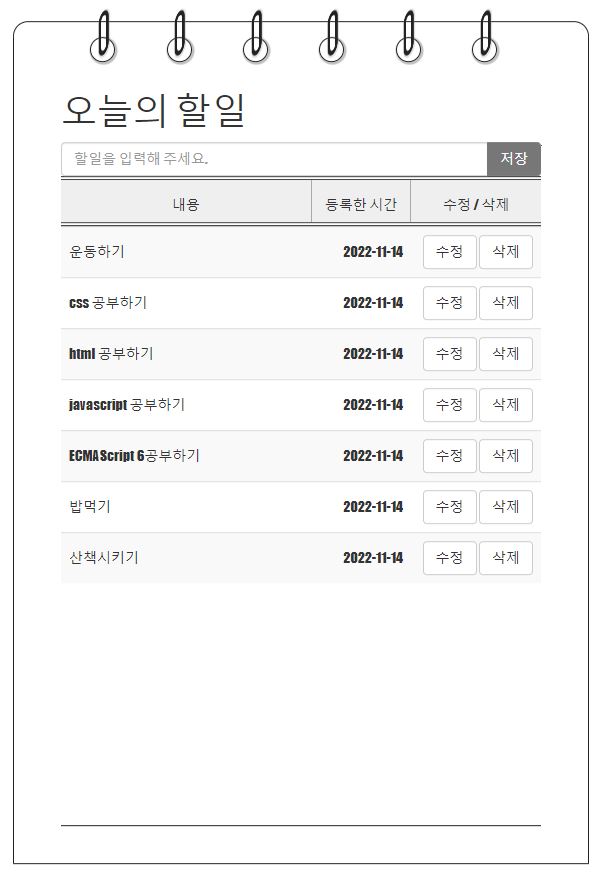 오늘의 할일
할일을 입력해 주세요. 저장
내용 등록한 시간 수정 / 삭제
운동하기 2022-11-14 수정 삭제
css 공부하기 2022-11-14 수정 삭제
html 공부하기 2022-11-14 수정 삭제
javascript 공부하기 2022-11-14 수정 삭제
ECMAScript 6공부하기 2022-11-14 수정 삭제
밥먹기 2022-11-14 수정 삭제
산책시키기 2022-11-14 수정 삭제